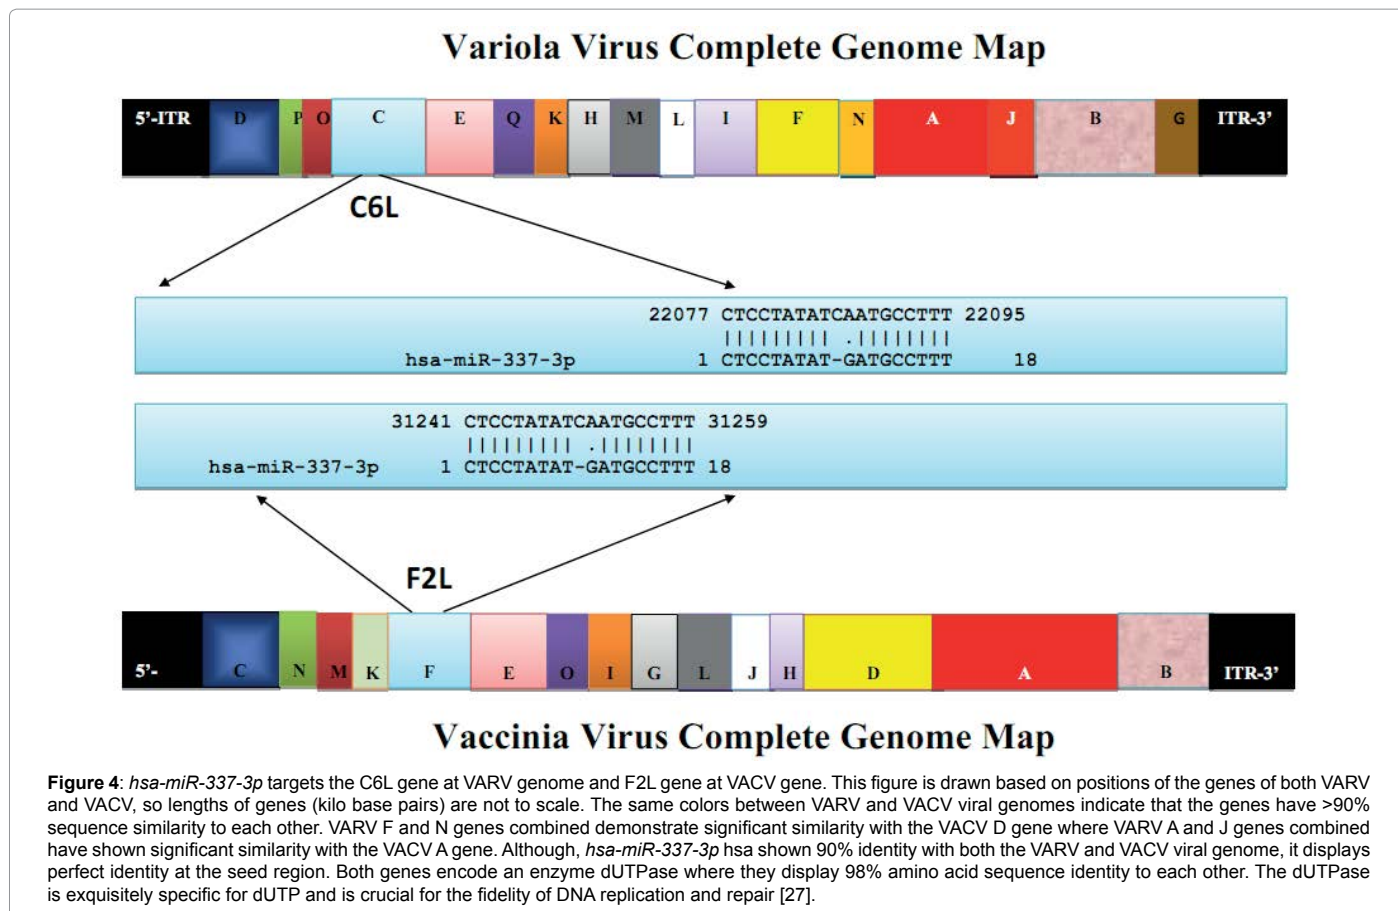 Variola Virus Complete Genome Map
5’-ITR D P O C E Q K H M L I F N A J B G ITR-3’
C6L
22077 CTCCTATATCAATGCCTTT 22095
||||||||| .||||||||
hsa-miR-337-3p 1 CTCCTATAT-GATGCCTTT 18
31241 CTCCTATATCAATGCCTTT 31259
||||||||| .||||||||
hsa-miR-337-3p 1 CTCCTATAT-GATGCCTTT 18
F2L
5’- C N M K F E O I G L J H D A B ITR-3’
Vaccinia Virus Complete Genome Map
Figure 4: hsa-miR-337-3p targets the C6L gene at VARV genome and F2L gene at VACV gene. This figure is drawn based on positions of the genes of both VARV
and VACV, so lengths of genes (kilo base pairs) are not to scale. The same colors between VARV and VACV viral genomes indicate that the genes have >90%
sequence similarity to each other. VARV F and N genes combined demonstrate significant similarity with the VACV D gene where VARV A and J genes combined
have shown significant similarity with the VACV A gene. Although, hsa-miR-337-3p hsa shown 90% identity with both the VARV and VACV viral genome, it displays
perfect identity at the seed region. Both genes encode an enzyme dUTPase where they display 98% amino acid sequence identity to each other. The dUTPase
is exquisitely specific for dUTP and is crucial for the fidelity of DNA replication and repair [27].